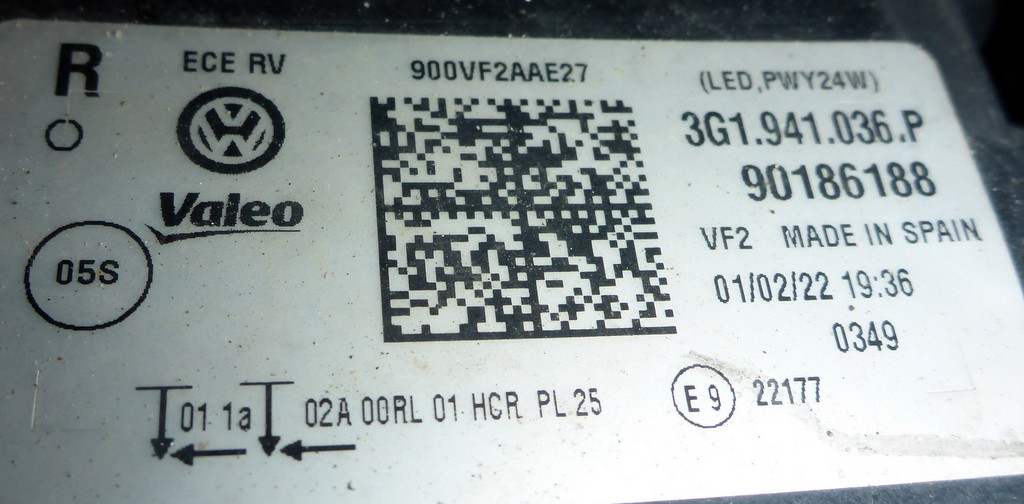 R
ECE RV
900VF2AAE27
(LED,PWY24W)
3G1.941.036.P
90186188
Valeo
05S
VF2 MADE IN SPAIN
01/02/22 19:36
0349
01 1a 02A 00RL 01 HCR PL 25
E 9 22177